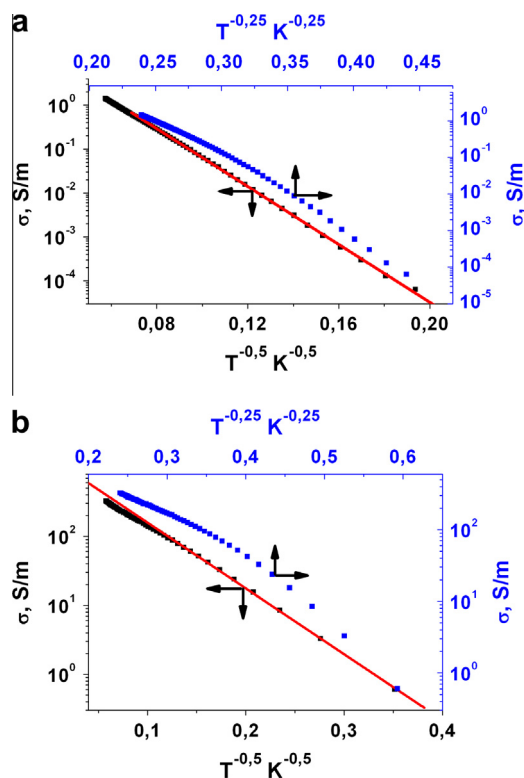 a
T^-0,25 K^-0,25
0,20 0,25 0,30 0,35 0,40 0,45
10^0
10^-1
10^-2
10^-3
10^-4
σ, S/m
10^0
10^-1
10^-2
10^-3
10^-4
10^-5
σ, S/m
0,08 0,12 0,16 0,20
T^-0,5 K^-0,5
b
T^-0,25 K^-0,25
0,2 0,3 0,4 0,5 0,6
10^2
10^1
10^0
σ, S/m
10^2
10^1
10^0
σ, S/m
0,1 0,2 0,3 0,4
T^-0,5 K^-0,5